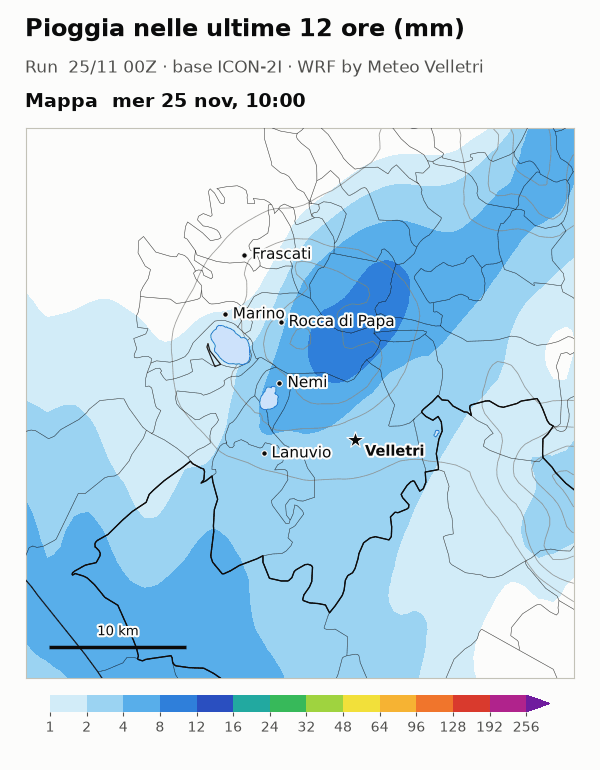 Pioggia nelle ultime 12 ore (mm)
Run  25/11 00Z · base ICON-2I · WRF by Meteo Velletri
Mappa  mer 25 nov, 10:00
Frascati
Marino
Rocca di Papa
Nemi
Velletri
Lanuvio
10 km
1 2 4 8 12 16 24 32 48 64 96 128 192 256